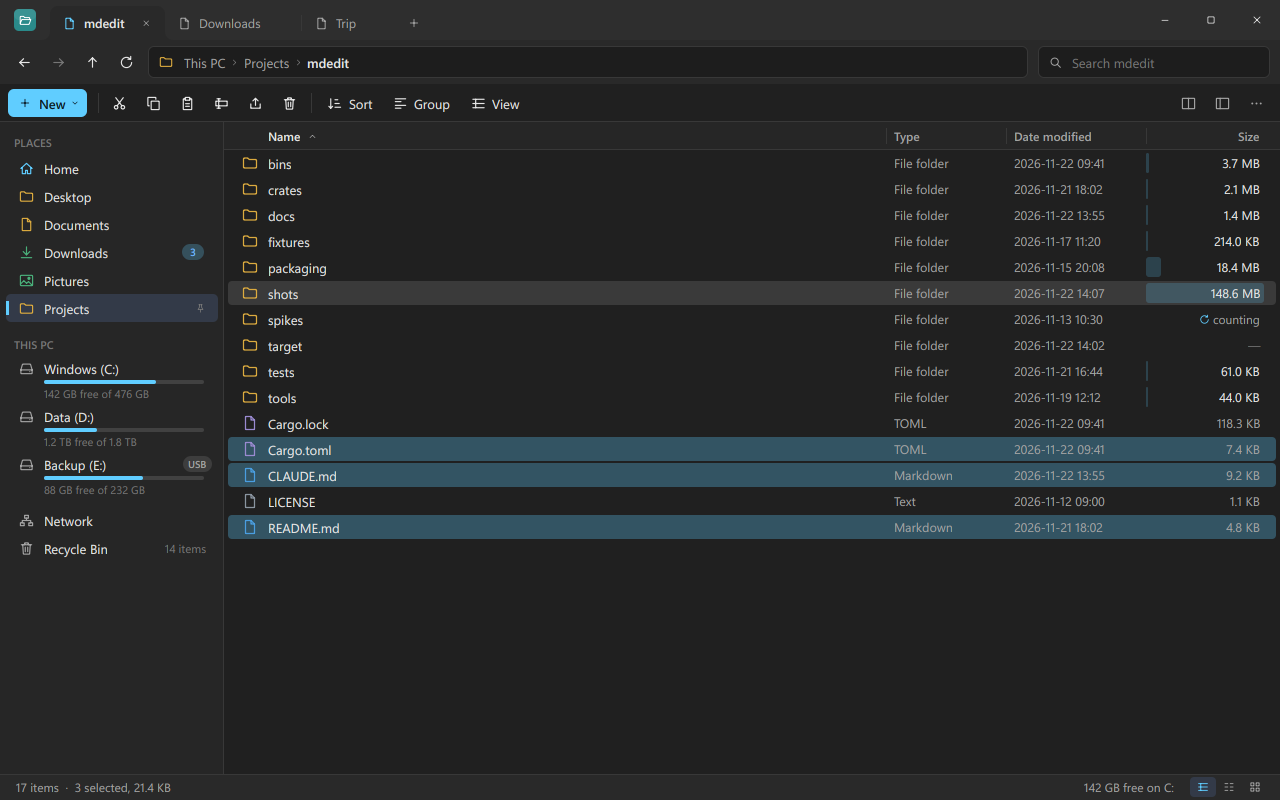 mdedit
Downloads
Trip
This PC
Projects
mdedit
Search mdedit
New
Sort
Group
View
PLACES
Home
Desktop
Documents
Downloads 3
Pictures
Projects
THIS PC
Windows (C:)
142 GB free of 476 GB
Data (D:)
1.2 TB free of 1.8 TB
Backup (E:) USB
88 GB free of 232 GB
Network
Recycle Bin 14 items
Name Type Date modified Size
bins File folder 2026-11-22 09:41 3.7 MB
crates File folder 2026-11-21 18:02 2.1 MB
docs File folder 2026-11-22 13:55 1.4 MB
fixtures File folder 2026-11-17 11:20 214.0 KB
packaging File folder 2026-11-15 20:08 18.4 MB
shots File folder 2026-11-22 14:07 148.6 MB
spikes File folder 2026-11-13 10:30 counting
target File folder 2026-11-22 14:02 —
tests File folder 2026-11-21 16:44 61.0 KB
tools File folder 2026-11-19 12:12 44.0 KB
Cargo.lock TOML 2026-11-22 09:41 118.3 KB
Cargo.toml TOML 2026-11-22 09:41 7.4 KB
CLAUDE.md Markdown 2026-11-22 13:55 9.2 KB
LICENSE Text 2026-11-12 09:00 1.1 KB
README.md Markdown 2026-11-21 18:02 4.8 KB
17 items · 3 selected, 21.4 KB
142 GB free on C: